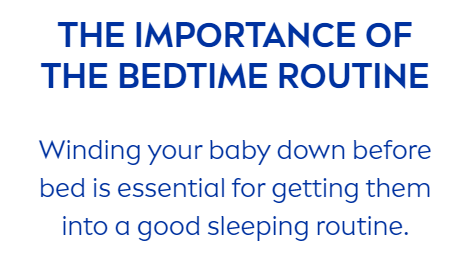 THE IMPORTANCE OF
THE BEDTIME ROUTINE
Winding your baby down before
bed is essential for getting them
into a good sleeping routine.